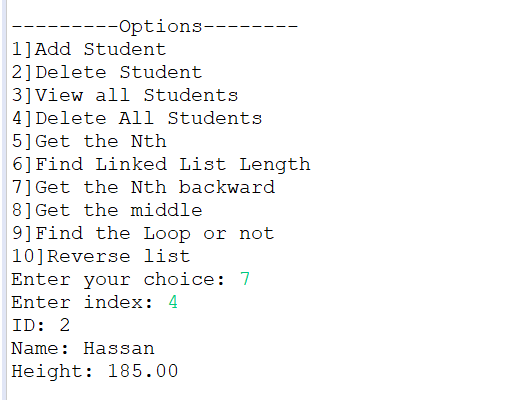 ---------Options--------
1]Add Student
2]Delete Student
3]View all Students
4]Delete All Students
5]Get the Nth
6]Find Linked List Length
7]Get the Nth backward
8]Get the middle
9]Find the Loop or not
10]Reverse list
Enter your choice: 7
Enter index: 4
ID: 2
Name: Hassan
Height: 185.00